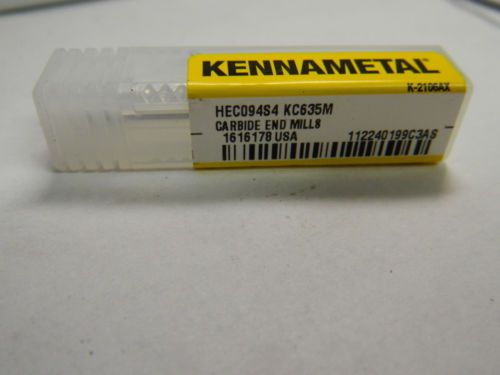 KENNAMETAL
K-2106AX
HEC094S4 KC635M
CARBIDE END MILLS
1616178 USA
112240199C3AS